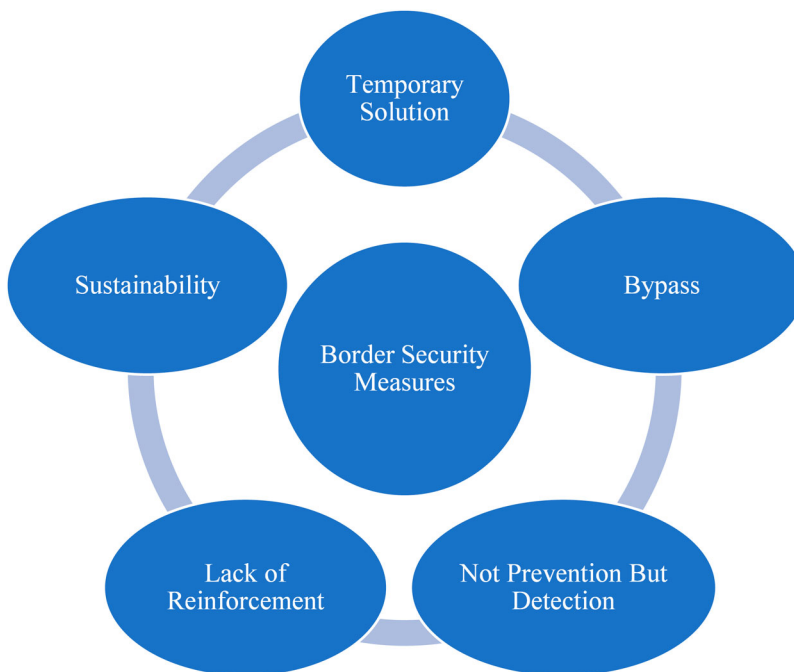 Temporary
Solution
Sustainability
Bypass
Border Security
Measures
Lack of
Reinforcement
Not Prevention But
Detection